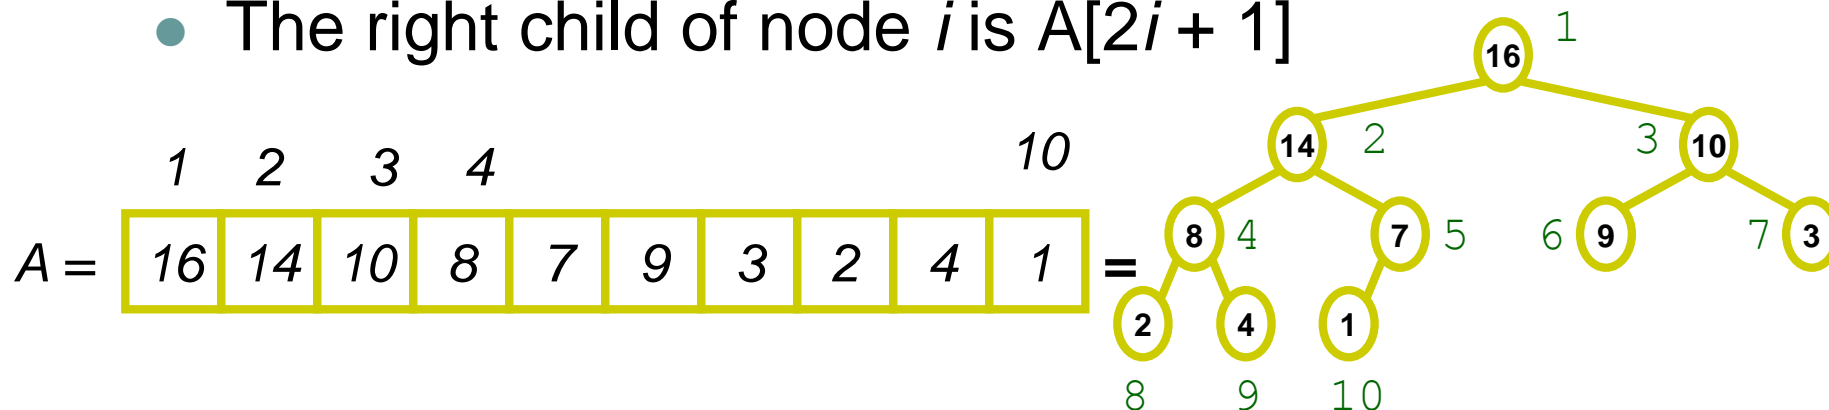 • The right child of node i is A[2i + 1]
1 2 3 4 10
A = 16 14 10 8 7 9 3 2 4 1 =
16 1
14 2 3 10
8 4 7 5 6 9 7 3
2 4 1
8 9 10